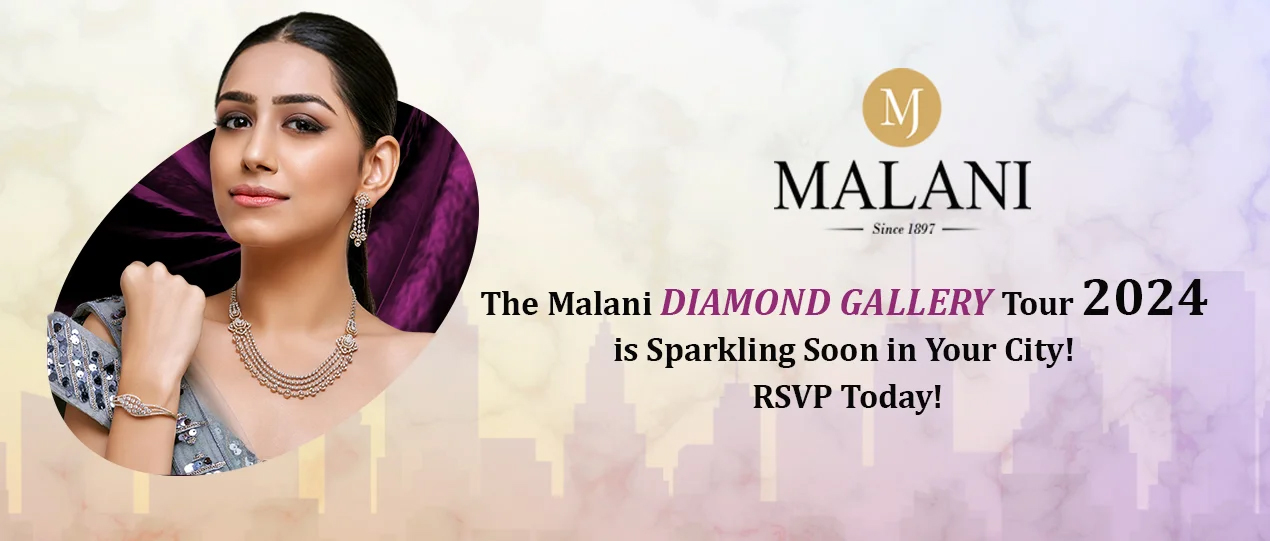 MJ
MALANI
Since 1897
The Malani DIAMOND GALLERY Tour 2024
is Sparkling Soon in Your City!
RSVP Today!